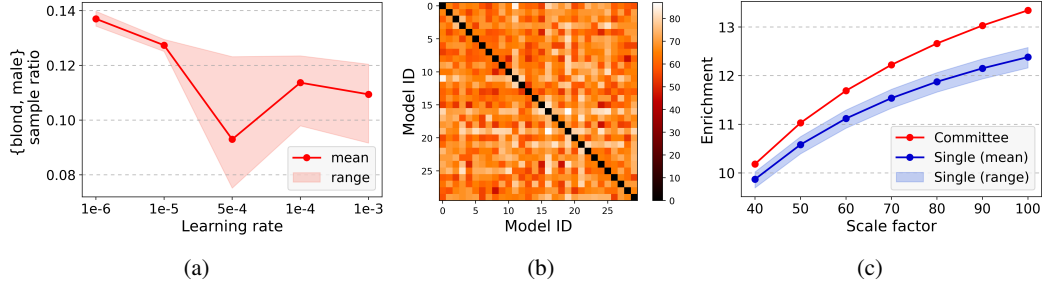 {blond, male}
sample ratio
0.14
0.12
0.10
0.08
mean
range
1e-6 1e-5 5e-4 1e-4 1e-3
Learning rate
(a)
Model ID
0
5
10
15
20
25
0 5 10 15 20 25
Model ID
80
70
60
50
40
30
20
10
0
(b)
Enrichment
13
12
11
10
Committee
Single (mean)
Single (range)
40 50 60 70 80 90 100
Scale factor
(c)